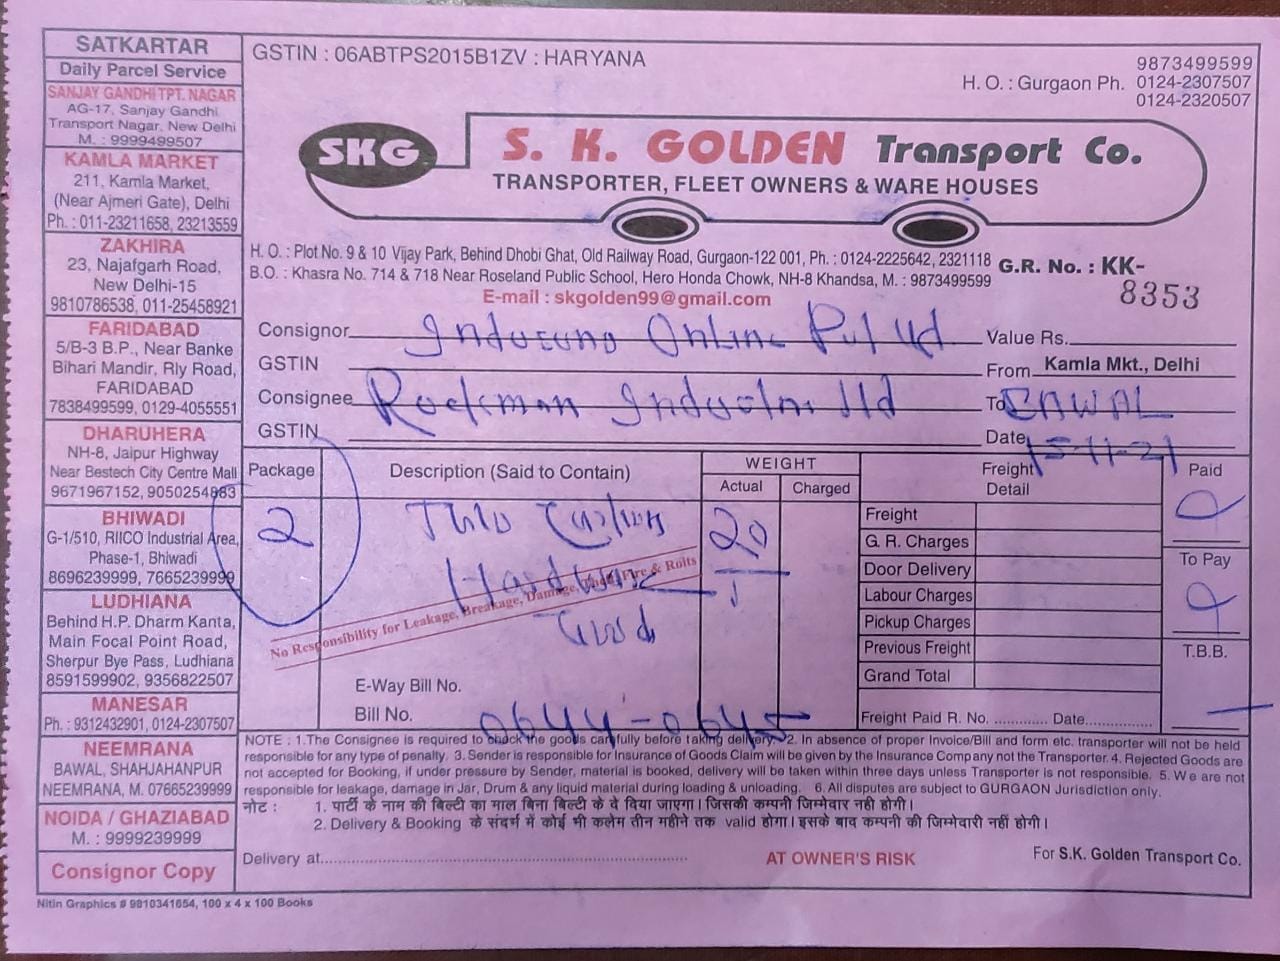 SATKARTAR
Daily Parcel Service
SANJAY GANDHI TPT. NAGAR
AG-17, Sanjay Gandhi
Transport Nagar, New Delhi
M. : 9999499507
KAMLA MARKET
211, Kamla Market,
(Near Ajmeri Gate), Delhi
Ph. : 011-23211658, 23213559
ZAKHIRA
23, Najafgarh Road,
New Delhi-15
9810786538, 011-25458921
FARIDABAD
5/B-3 B.P., Near Banke
Bihari Mandir, Rly Road,
FARIDABAD
7838499599, 0129-4055551
DHARUHERA
NH-8, Jaipur Highway
Near Bestech City Centre Mall
9671967152, 9050254883
BHIWADI
G-1/510, RIICO Industrial Area,
Phase-1, Bhiwadi
8696239999, 7665239999
LUDHIANA
Behind H.P. Dharm Kanta,
Main Focal Point Road,
Sherpur Bye Pass, Ludhiana
8591599902, 9356822507
MANESAR
Ph. : 9312432901, 0124-2307507
NEEMRANA
BAWAL, SHAHJAHANPUR
NEEMRANA, M. 07665239999
NOIDA / GHAZIABAD
M. : 9999239999
Consignor Copy
Nitin Graphics # 9810341654, 100 x 4 x 100 Books
GSTIN : 06ABTPS2015B1ZV : HARYANA
9873499599
H. O. : Gurgaon Ph. 0124-2307507
0124-2320507
SKG
S. K. GOLDEN Transport Co.
TRANSPORTER, FLEET OWNERS & WARE HOUSES
H. O. : Plot No. 9 & 10 Vijay Park, Behind Dhobi Ghat, Old Railway Road, Gurgaon-122 001, Ph. : 0124-2225642, 2321118
B.O. : Khasra No. 714 & 718 Near Roseland Public School, Hero Honda Chowk, NH-8 Khandsa, M. : 9873499599
E-mail : skgolden99@gmail.com
G.R. No. : KK-
8353
Consignor Online Pvt Ltd
Value Rs.
GSTIN
From Kamla Mkt., Delhi
Consignee Rockman Ltd
To BAWAL
GSTIN
Date 15-11-21
Package
Description (Said to Contain)
WEIGHT
Actual
Charged
Freight Detail
Paid
To Pay
T.B.B.
2
Two
Hardware
20
No Responsibility for Leakage, Breakage, Damage, Theft, Fire & Roits
Freight
G. R. Charges
Door Delivery
Labour Charges
Pickup Charges
Previous Freight
Grand Total
E-Way Bill No.
Bill No. 0644-0645
Freight Paid R. No. ............. Date................
NOTE : 1.The Consignee is required to check the goods carefully before taking delivery. 2. In absence of proper Invoice/Bill and form etc. transporter will not be held
responsible for any type of penalty. 3. Sender is responsible for Insurance of Goods Claim will be given by the Insurance Company not the Transporter. 4. Rejected Goods are
not accepted for Booking, if under pressure by Sender, material is booked, delivery will be taken within three days unless Transporter is not responsible. 5. We are not
responsible for leakage, damage in Jar, Drum & any liquid material during loading & unloading. 6. All disputes are subject to GURGAON Jurisdiction only.
नोट : 1. पार्टी के नाम की बिल्टी का माल बिना बिल्टी के दे दिया जाएगा। जिसकी कम्पनी जिम्मेदार नही होगी।
2. Delivery & Booking के संदर्भ में कोई भी कलेम तीन महीने तक valid होगा। इसके बाद कम्पनी की जिम्मेदारी नहीं होगी।
Delivery at.................................................................
AT OWNER'S RISK
For S.K. Golden Transport Co.